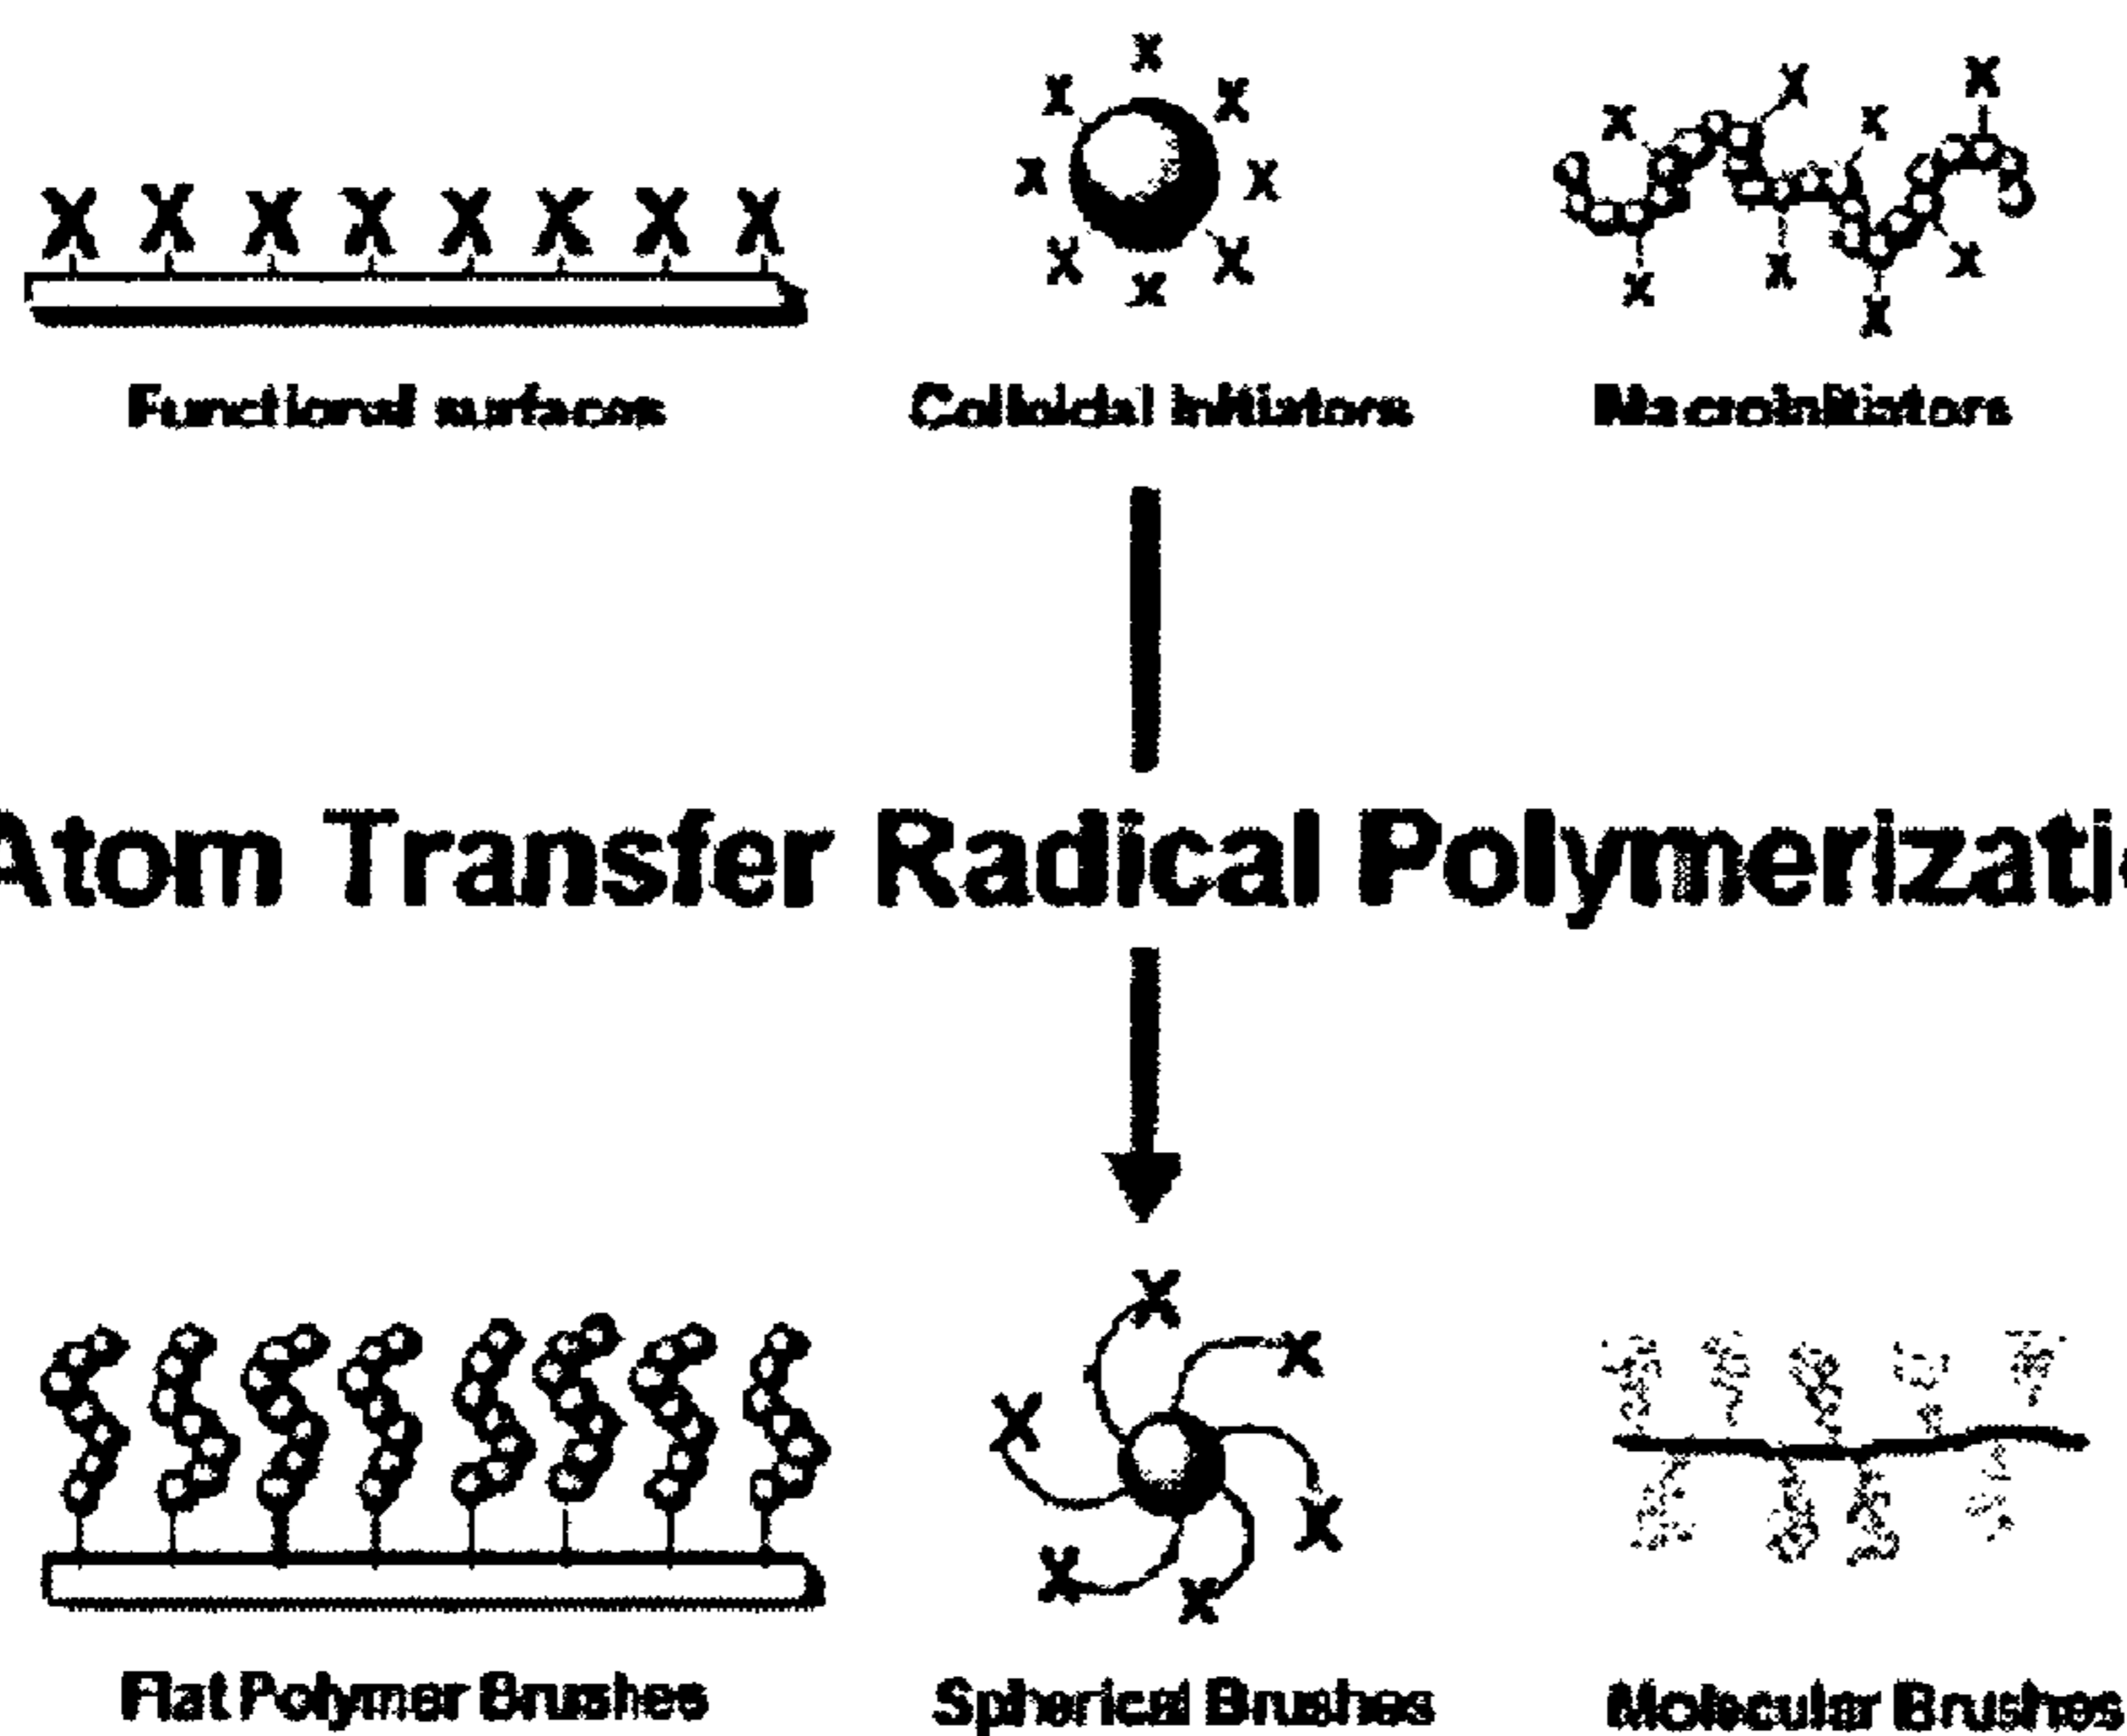 X X X X X X X X
X X X X X X X X
X X X X X X X X
Functional surfaces Colloidal Initiators Macroinitiators
Atom Transfer Radical Polymerizati
X X X X X X
Flat Polymer Brushes Spherical Brushes Molecular Brushes